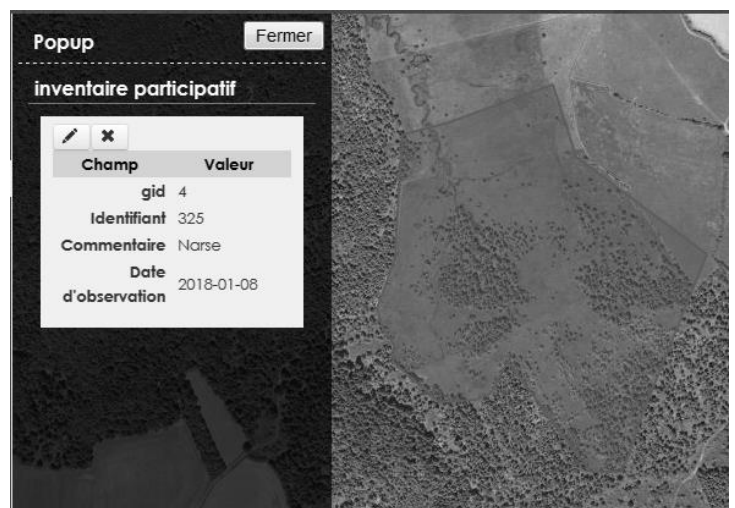 Popup
Fermer
inventaire participatif
Champ Valeur
gid 4
Identifiant 325
Commentaire Narse
Date
d'observation 2018-01-08